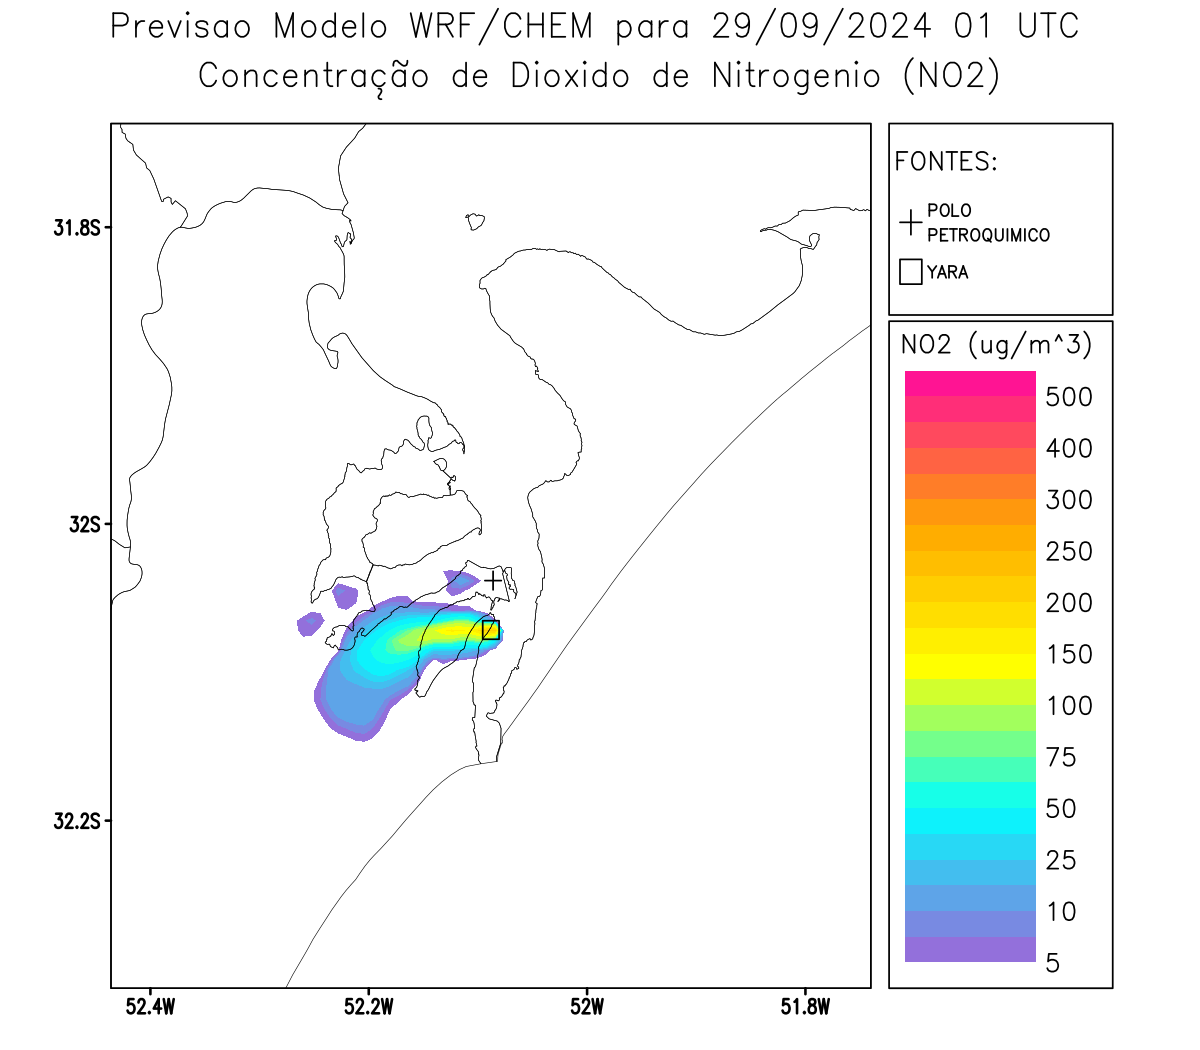 Previsao Modelo WRF/CHEM para 29/09/2024 01 UTC
Concentração de Dioxido de Nitrogenio (NO2)
FONTES:
POLO
PETROQUIMICO
YARA
NO2 (ug/m^3)
500
400
300
250
200
150
100
75
50
25
10
5
31.8S
32S
32.2S
52.4W
52.2W
52W
51.8W